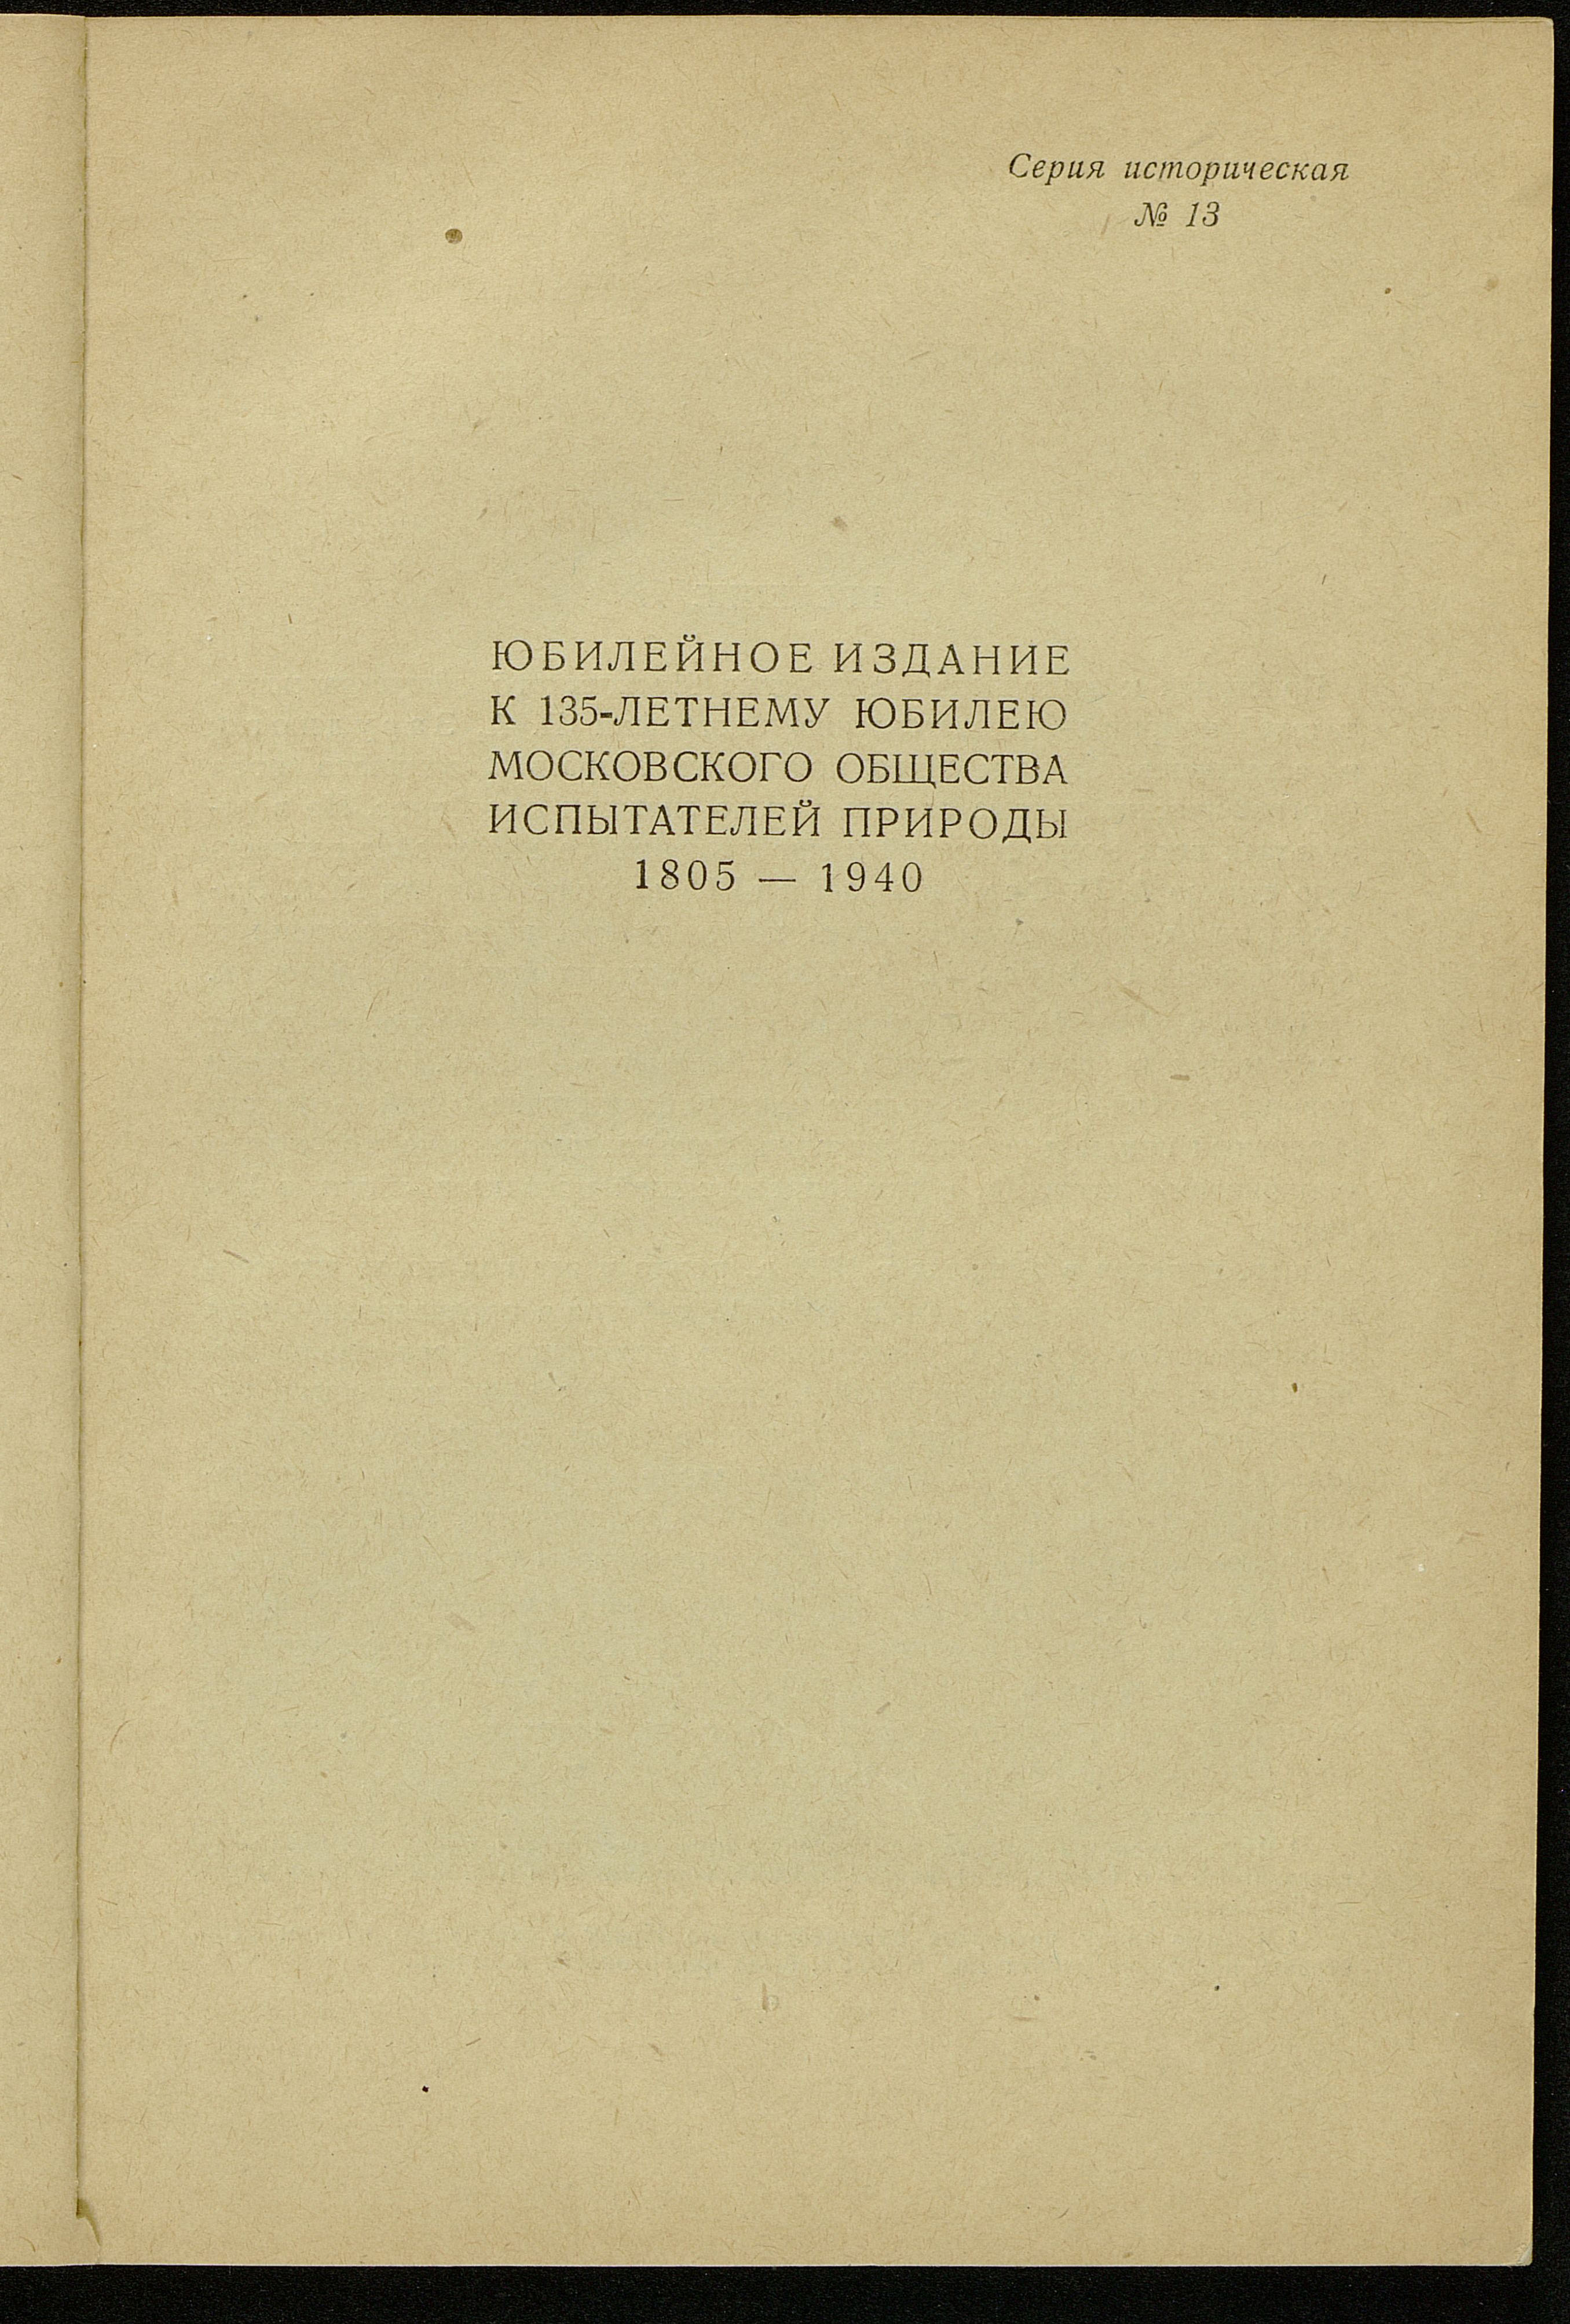 Серия историческая
№ 13
ЮБИЛЕЙНОЕ ИЗДАНИЕ
К 135-ЛЕТНЕМУ ЮБИЛЕЮ
МОСКОВСКОГО ОБЩЕСТВА
ИСПЫТАТЕЛЕЙ ПРИРОДЫ
1805 — 1940